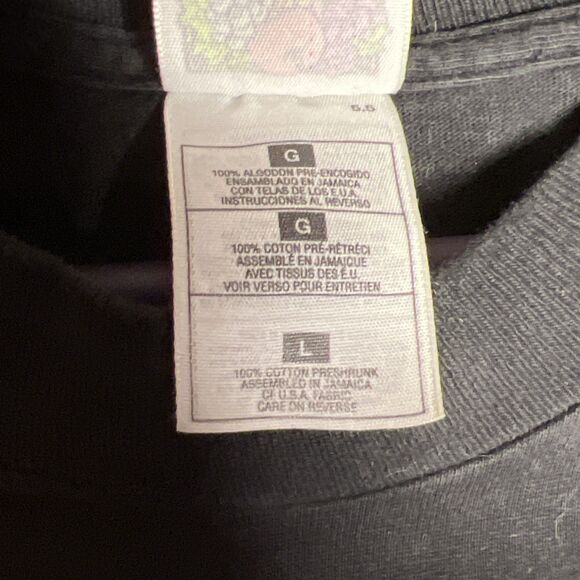 5.5
G
100% ALGODON PRE-ENCOGIDO
ENSAMBLADO EN JAMAICA
CON TELAS DE LOS E.U.A.
INSTRUCCIONES AL REVERSO
G
100% COTON PRÉ-RÉTRÉCI
ASSEMBLÉ EN JAMAIQUE
AVEC TISSUS DES É.U.
VOIR VERSO POUR ENTRETIEN
L
100% COTTON PRESHRUNK
ASSEMBLED IN JAMAICA
OF U.S.A. FABRIC
CARE ON REVERSE